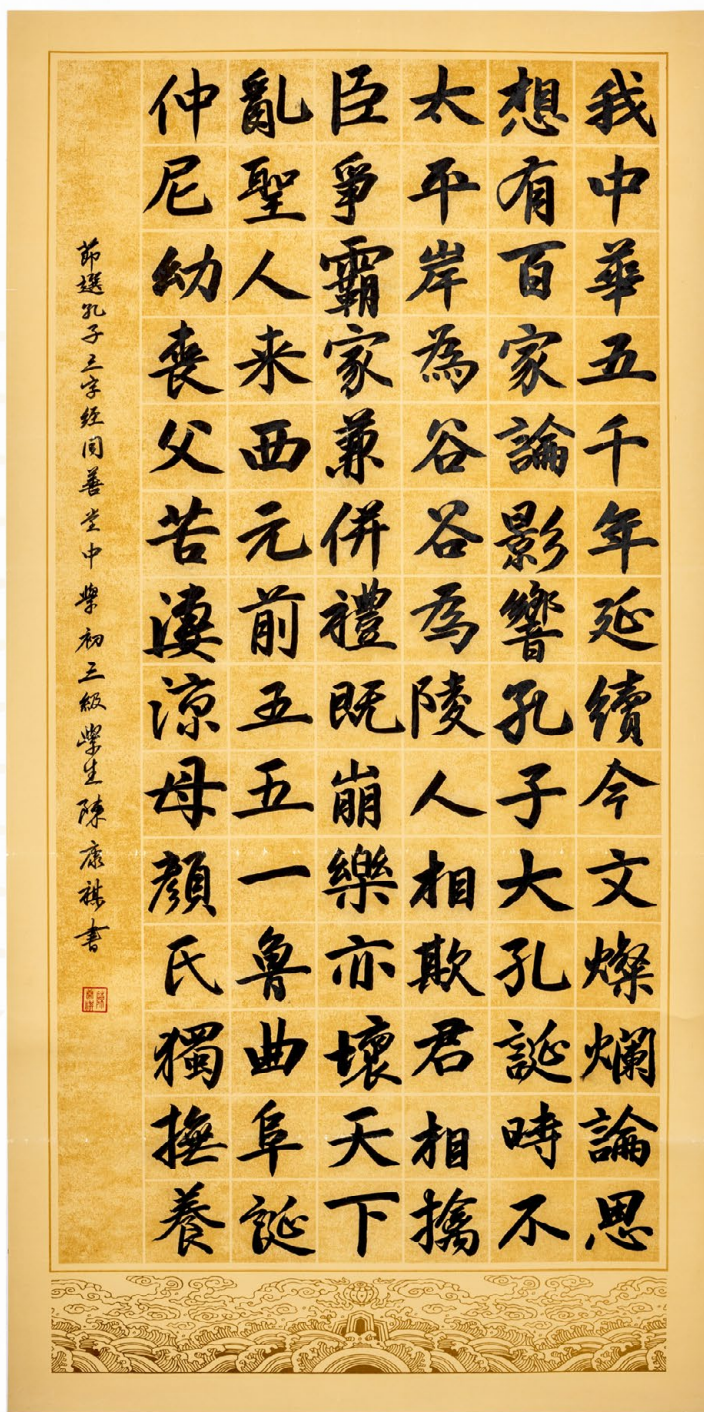 我中華五千年延續今文燦爛論思
想有百家論影響孔子大孔誕時不
太平岸為谷谷為陵人相欺君相擒
臣爭霸家兼併禮既崩樂亦壞天下
亂聖人来西元前五五一魯曲阜誕
仲尼幼喪父苦淒涼母顏氏獨撫養
節選孔子三字經同善堂中學初三級學生陳康祺書